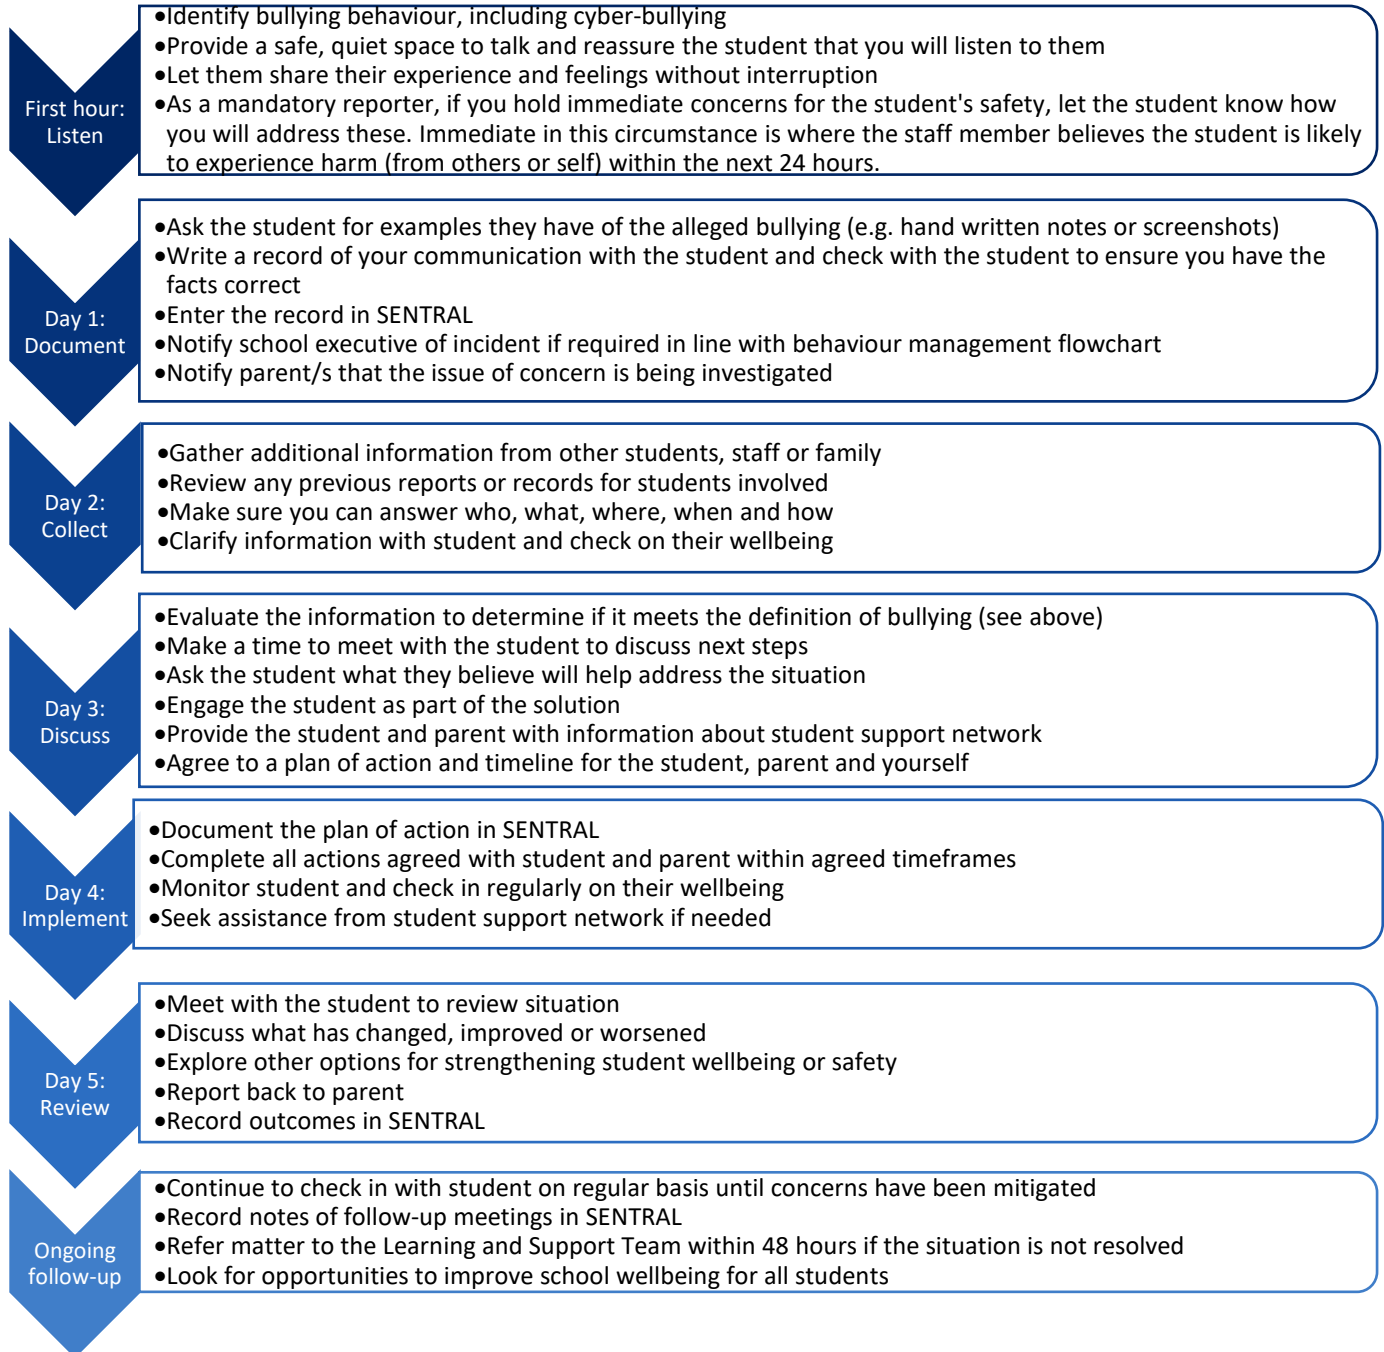 First hour:
Listen
•Identify bullying behaviour, including cyber-bullying
•Provide a safe, quiet space to talk and reassure the student that you will listen to them
•Let them share their experience and feelings without interruption
•As a mandatory reporter, if you hold immediate concerns for the student's safety, let the student know how
you will address these. Immediate in this circumstance is where the staff member believes the student is likely
to experience harm (from others or self) within the next 24 hours.
Day 1:
Document
•Ask the student for examples they have of the alleged bullying (e.g. hand written notes or screenshots)
•Write a record of your communication with the student and check with the student to ensure you have the
facts correct
•Enter the record in SENTRAL
•Notify school executive of incident if required in line with behaviour management flowchart
•Notify parent/s that the issue of concern is being investigated
Day 2:
Collect
•Gather additional information from other students, staff or family
•Review any previous reports or records for students involved
•Make sure you can answer who, what, where, when and how
•Clarify information with student and check on their wellbeing
Day 3:
Discuss
•Evaluate the information to determine if it meets the definition of bullying (see above)
•Make a time to meet with the student to discuss next steps
•Ask the student what they believe will help address the situation
•Engage the student as part of the solution
•Provide the student and parent with information about student support network
•Agree to a plan of action and timeline for the student, parent and yourself
Day 4:
Implement
•Document the plan of action in SENTRAL
•Complete all actions agreed with student and parent within agreed timeframes
•Monitor student and check in regularly on their wellbeing
•Seek assistance from student support network if needed
Day 5:
Review
•Meet with the student to review situation
•Discuss what has changed, improved or worsened
•Explore other options for strengthening student wellbeing or safety
•Report back to parent
•Record outcomes in SENTRAL
Ongoing
follow-up
•Continue to check in with student on regular basis until concerns have been mitigated
•Record notes of follow-up meetings in SENTRAL
•Refer matter to the Learning and Support Team within 48 hours if the situation is not resolved
•Look for opportunities to improve school wellbeing for all students